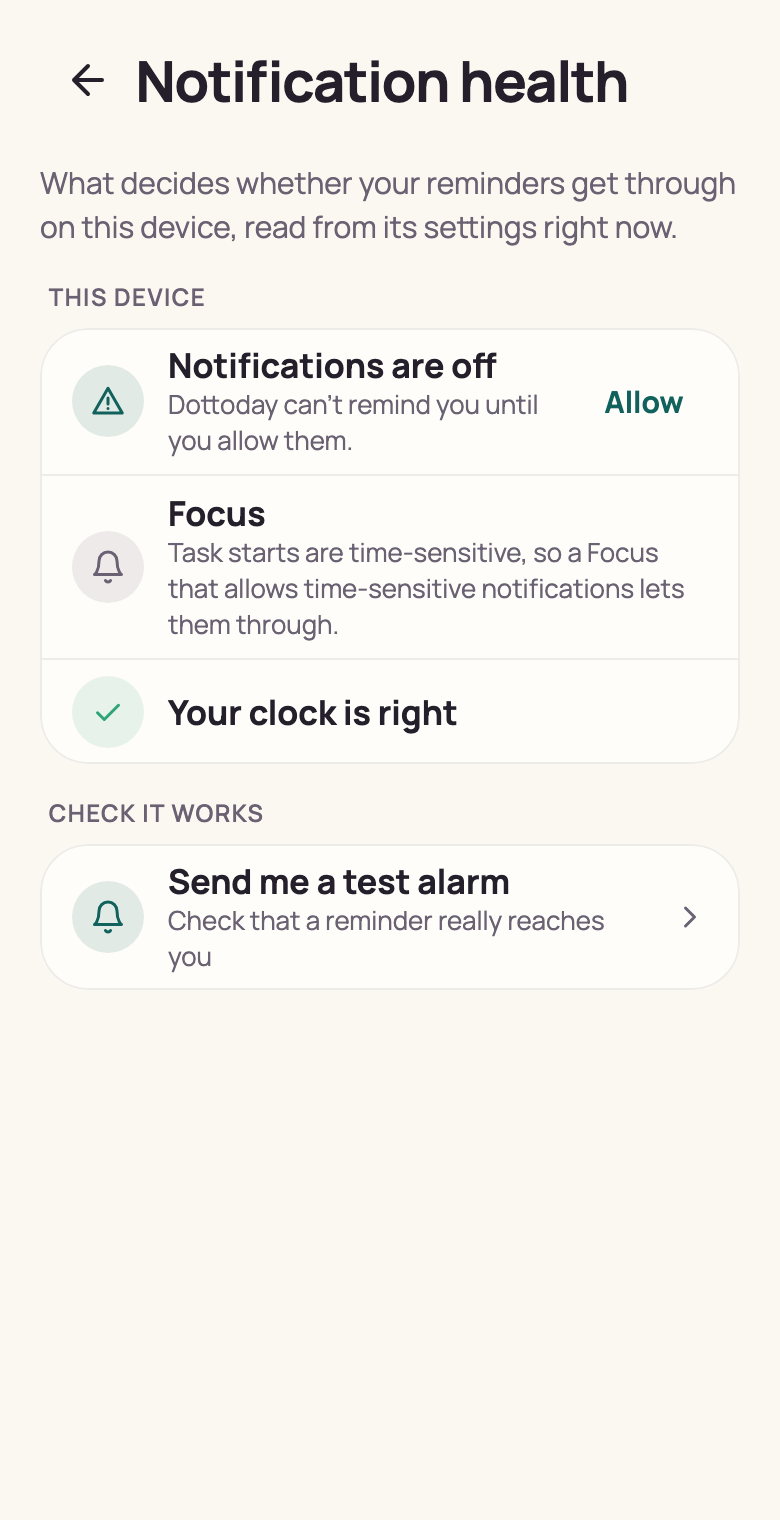 Notification health
What decides whether your reminders get through
on this device, read from its settings right now.
THIS DEVICE
Notifications are off
Dottoday can’t remind you until
you allow them.
Allow
Focus
Task starts are time-sensitive, so a Focus
that allows time-sensitive notifications lets
them through.
Your clock is right
CHECK IT WORKS
Send me a test alarm
Check that a reminder really reaches
you